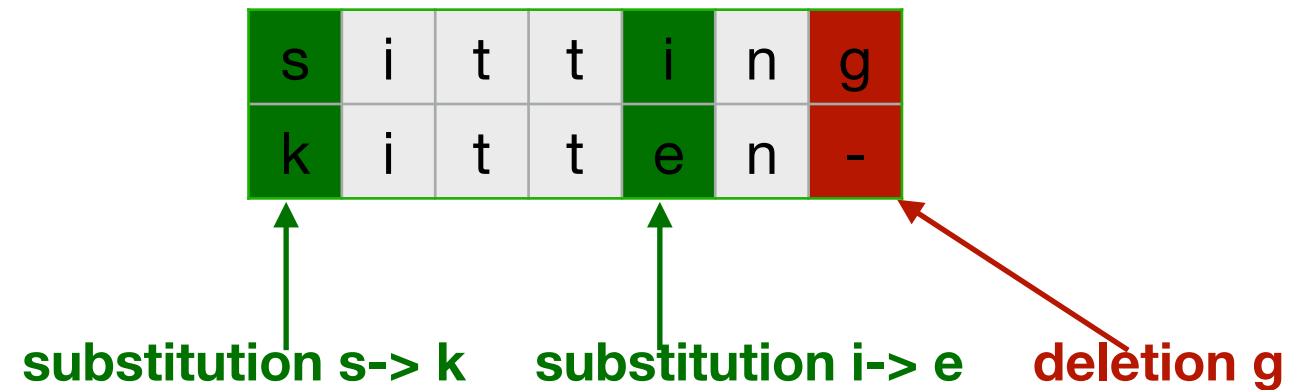 s i t t i n g
k i t t e n -
substitution s-> k substitution i-> e deletion g